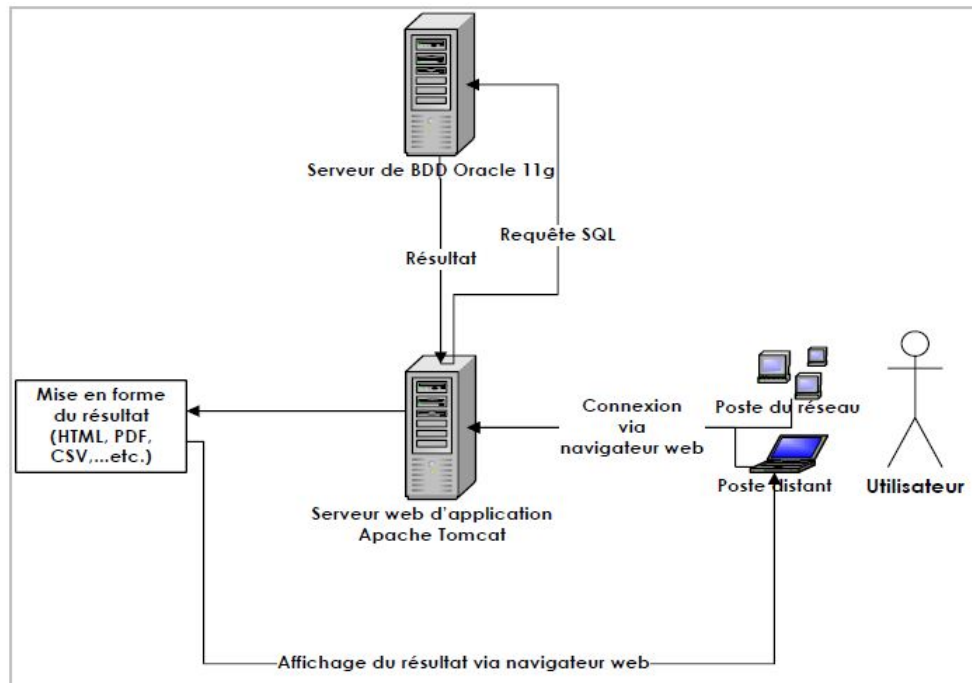 Serveur de BDD Oracle 11g
Requête SQL
Résultat
Mise en forme
du résultat
(HTML, PDF,
CSV,...etc.)
Connexion
via
navigateur web
Poste du réseau
Poste distant
Utilisateur
Serveur web d'application
Apache Tomcat
Affichage du résultat via navigateur web